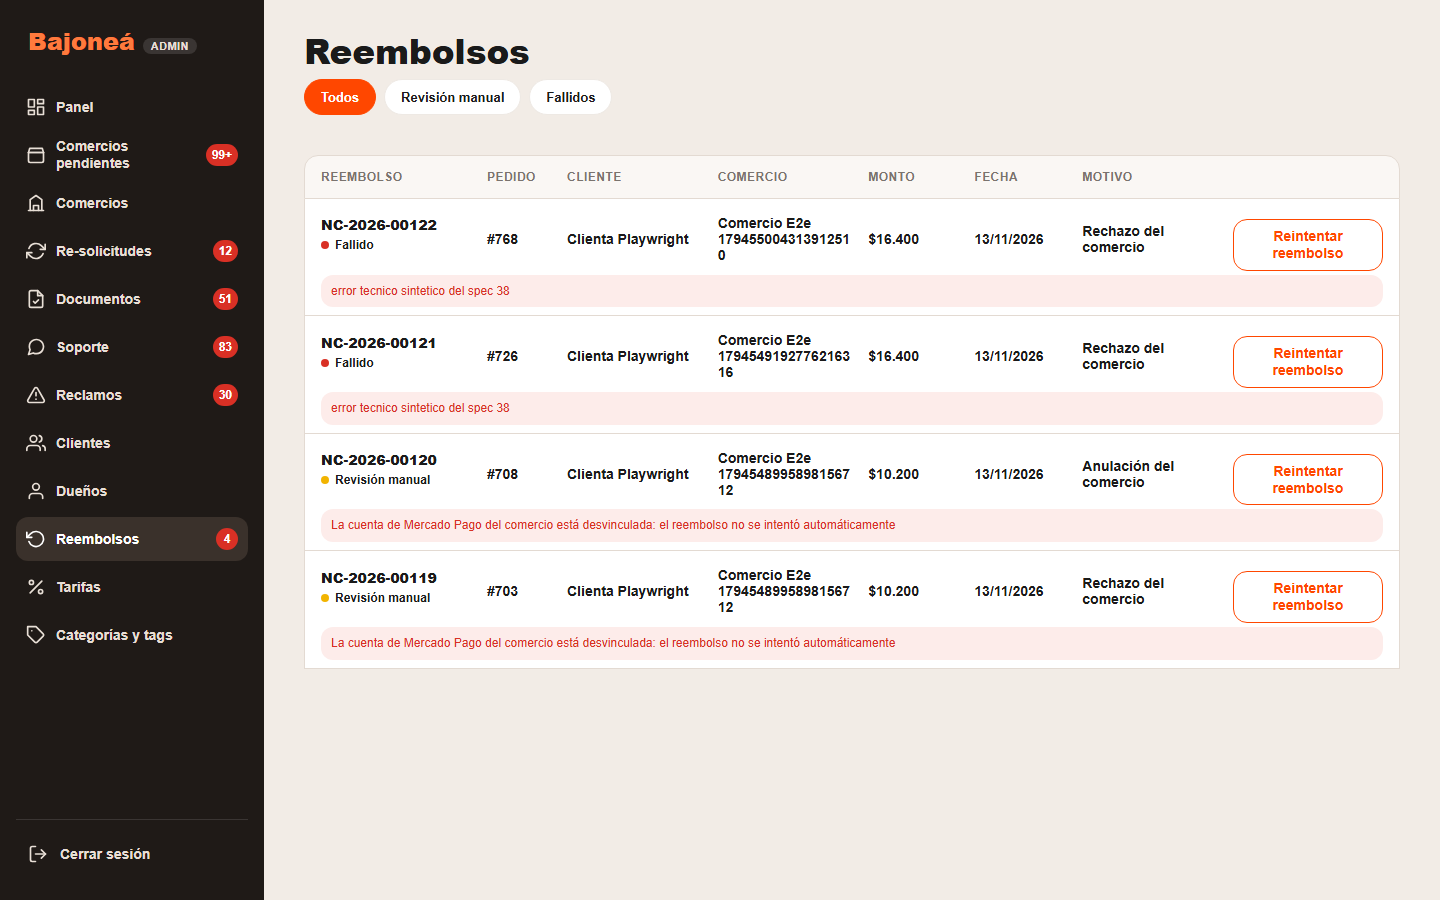 Bajoneá ADMIN
Panel
Comercios
pendientes
99+
Comercios
Re-solicitudes 12
Documentos 51
Soporte 83
Reclamos 30
Clientes
Dueños
Reembolsos 4
Tarifas
Categorías y tags
Cerrar sesión
Reembolsos
Todos Revisión manual Fallidos
REEMBOLSO PEDIDO CLIENTE COMERCIO MONTO FECHA MOTIVO
NC-2026-00122
Fallido
#768
Clienta Playwright
Comercio E2e
17945500431391251
0
$16.400
13/11/2026
Rechazo del
comercio
Reintentar
reembolso
error tecnico sintetico del spec 38
NC-2026-00121
Fallido
#726
Clienta Playwright
Comercio E2e
17945491927762163
16
$16.400
13/11/2026
Rechazo del
comercio
Reintentar
reembolso
error tecnico sintetico del spec 38
NC-2026-00120
Revisión manual
#708
Clienta Playwright
Comercio E2e
17945489958981567
12
$10.200
13/11/2026
Anulación del
comercio
Reintentar
reembolso
La cuenta de Mercado Pago del comercio está desvinculada: el reembolso no se intentó automáticamente
NC-2026-00119
Revisión manual
#703
Clienta Playwright
Comercio E2e
17945489958981567
12
$10.200
13/11/2026
Rechazo del
comercio
Reintentar
reembolso
La cuenta de Mercado Pago del comercio está desvinculada: el reembolso no se intentó automáticamente